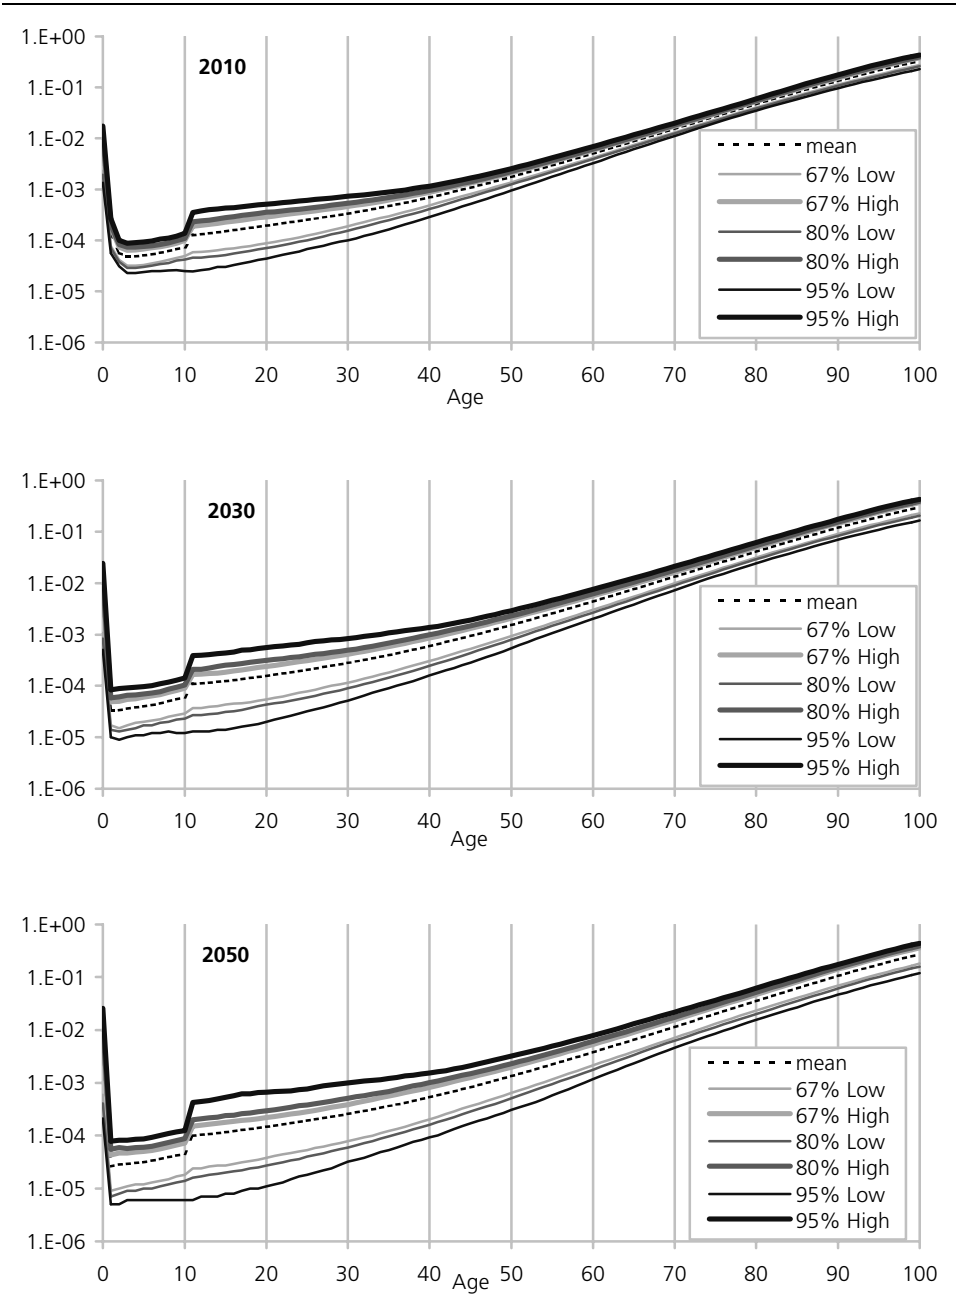 1.E+00
2010
1.E-01
1.E-02
mean
1.E-03
67% Low
67% High
1.E-04
80% Low
80% High
1.E-05
95% Low
95% High
1.E-06
0 10 20 30 40 50 60 70 80 90 100
Age
1.E+00
2030
1.E-01
1.E-02
mean
1.E-03
67% Low
67% High
1.E-04
80% Low
80% High
1.E-05
95% Low
95% High
1.E-06
0 10 20 30 40 50 60 70 80 90 100
Age
1.E+00
2050
1.E-01
1.E-02
mean
1.E-03
67% Low
67% High
1.E-04
80% Low
80% High
1.E-05
95% Low
95% High
1.E-06
0 10 20 30 40 50 60 70 80 90 100
Age